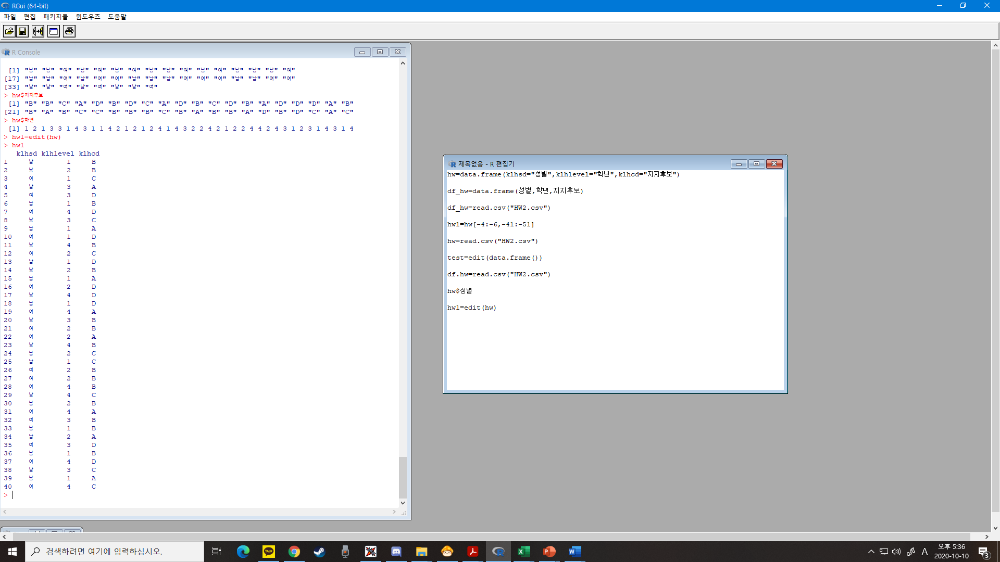 RGui (64-bit)
파일 편집 패키지들 윈도우즈 도움말
R Console
[1] "남" "남" "여" "남" "여" "남" "여" "남" "남" "여" "남" "여" "남" "남" "남" "여"
[17] "남" "남" "여" "남" "여" "여" "남" "남" "남" "여" "여" "여" "남" "남" "여" "여"
[33] "남" "남" "여" "남" "여" "남" "남" "여"
> hw$지지후보
[1] "B" "B" "C" "A" "D" "B" "D" "C" "A" "D" "B" "C" "D" "B" "A" "D" "D" "D" "A" "B"
[21] "B" "A" "B" "C" "C" "B" "B" "B" "C" "B" "A" "B" "B" "A" "D" "B" "D" "C" "A" "C"
> hw$학년
[1] 1 2 1 3 3 1 4 3 1 1 4 2 1 2 1 2 4 1 4 3 2 2 4 2 1 2 2 4 4 2 4 3 1 2 3 1 4 3 1 4
> hw1=edit(hw)
> hw1
klhsd klhlevel klhcd
1 남 1 B
2 남 2 B
3 여 1 C
4 남 3 A
5 여 3 D
6 남 1 B
7 여 4 D
8 남 3 C
9 남 1 A
10 여 1 D
11 남 4 B
12 여 2 C
13 남 1 D
14 남 2 B
15 남 1 A
16 여 2 D
17 남 4 D
18 남 1 D
19 여 4 A
20 남 3 B
21 여 2 B
22 여 2 A
23 남 4 B
24 남 2 C
25 남 1 C
26 여 2 B
27 여 2 B
28 여 4 B
29 남 4 C
30 남 2 B
31 여 4 A
32 여 3 B
33 남 1 B
34 남 2 A
35 여 3 D
36 남 1 B
37 여 4 D
38 남 3 C
39 남 1 A
40 여 4 C
>
제목없음 - R 편집기
hw=data.frame(klhsd="성별",klhlevel="학년",klhcd="지지후보")
df_hw=data.frame(성별,학년,지지후보)
df_hw=read.csv("HW2.csv")
hw1=hw[-4:-6,-41:-51]
hw=read.csv("HW2.csv")
test=edit(data.frame())
df.hw=read.csv("HW2.csv")
hw$성별
hw1=edit(hw)
검색하려면 여기에 입력하십시오.
TALK
A
오후 5:36
2020-10-10
3